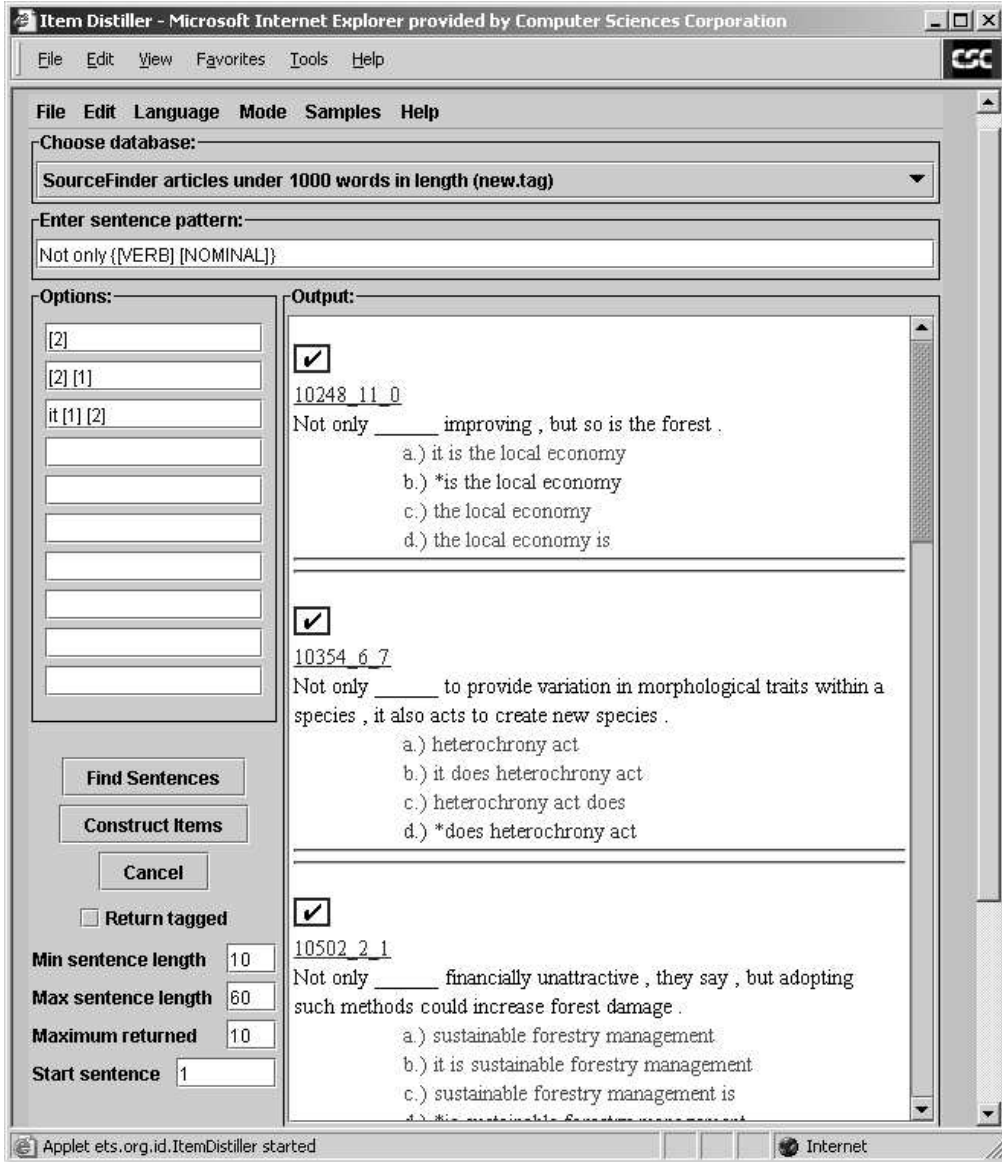 Item Distiller - Microsoft Internet Explorer provided by Computer Sciences Corporation
File Edit View Favorites Tools Help
CSC
File Edit Language Mode Samples Help
Choose database:
SourceFinder articles under 1000 words in length (new.tag)
Enter sentence pattern:
Not only {[VERB] [NOMINAL]}
Options:
[2]
[2] [1]
it [1] [2]
Find Sentences
Construct Items
Cancel
Return tagged
Min sentence length 10
Max sentence length 60
Maximum returned 10
Start sentence 1
Output:
10248_11_0
Not only ______ improving , but so is the forest .
a.) it is the local economy
b.) *is the local economy
c.) the local economy
d.) the local economy is
10354_6_7
Not only ______ to provide variation in morphological traits within a
species , it also acts to create new species .
a.) heterochrony act
b.) it does heterochrony act
c.) heterochrony act does
d.) *does heterochrony act
10502_2_1
Not only ______ financially unattractive , they say , but adopting
such methods could increase forest damage .
a.) sustainable forestry management
b.) it is sustainable forestry management
c.) sustainable forestry management is
d.) *is sustainable forestry management
Applet ets.org.id.ItemDistiller started
Internet